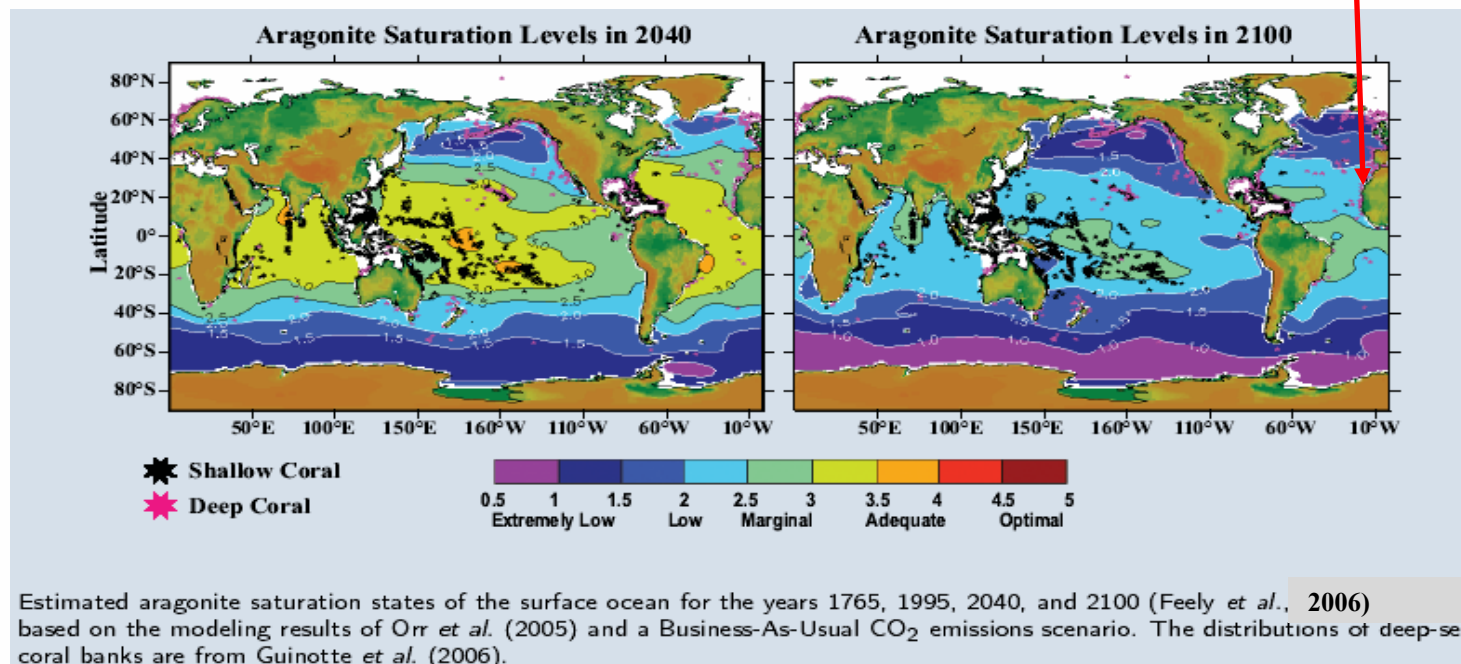 Aragonite Saturation Levels in 2040 Aragonite Saturation Levels in 2100
80°N
60°N
40°N
20°N
0°
20°S
40°S
60°S
80°S
Latitude
50°E 100°E 150°E 160°W 110°W 60°W 10°W 50°E 100°E 150°E 160°W 110°W 60°W 10°W
Shallow Coral
Deep Coral
0.5 1 1.5 2 2.5 3 3.5 4 4.5 5
Extremely Low Low Marginal Adequate Optimal
Estimated aragonite saturation states of the surface ocean for the years 1765, 1995, 2040, and 2100 (Feely et al., 2006)
based on the modeling results of Orr et al. (2005) and a Business-As-Usual CO₂ emissions scenario. The distributions of deep-se
coral banks are from Guinotte et al. (2006).